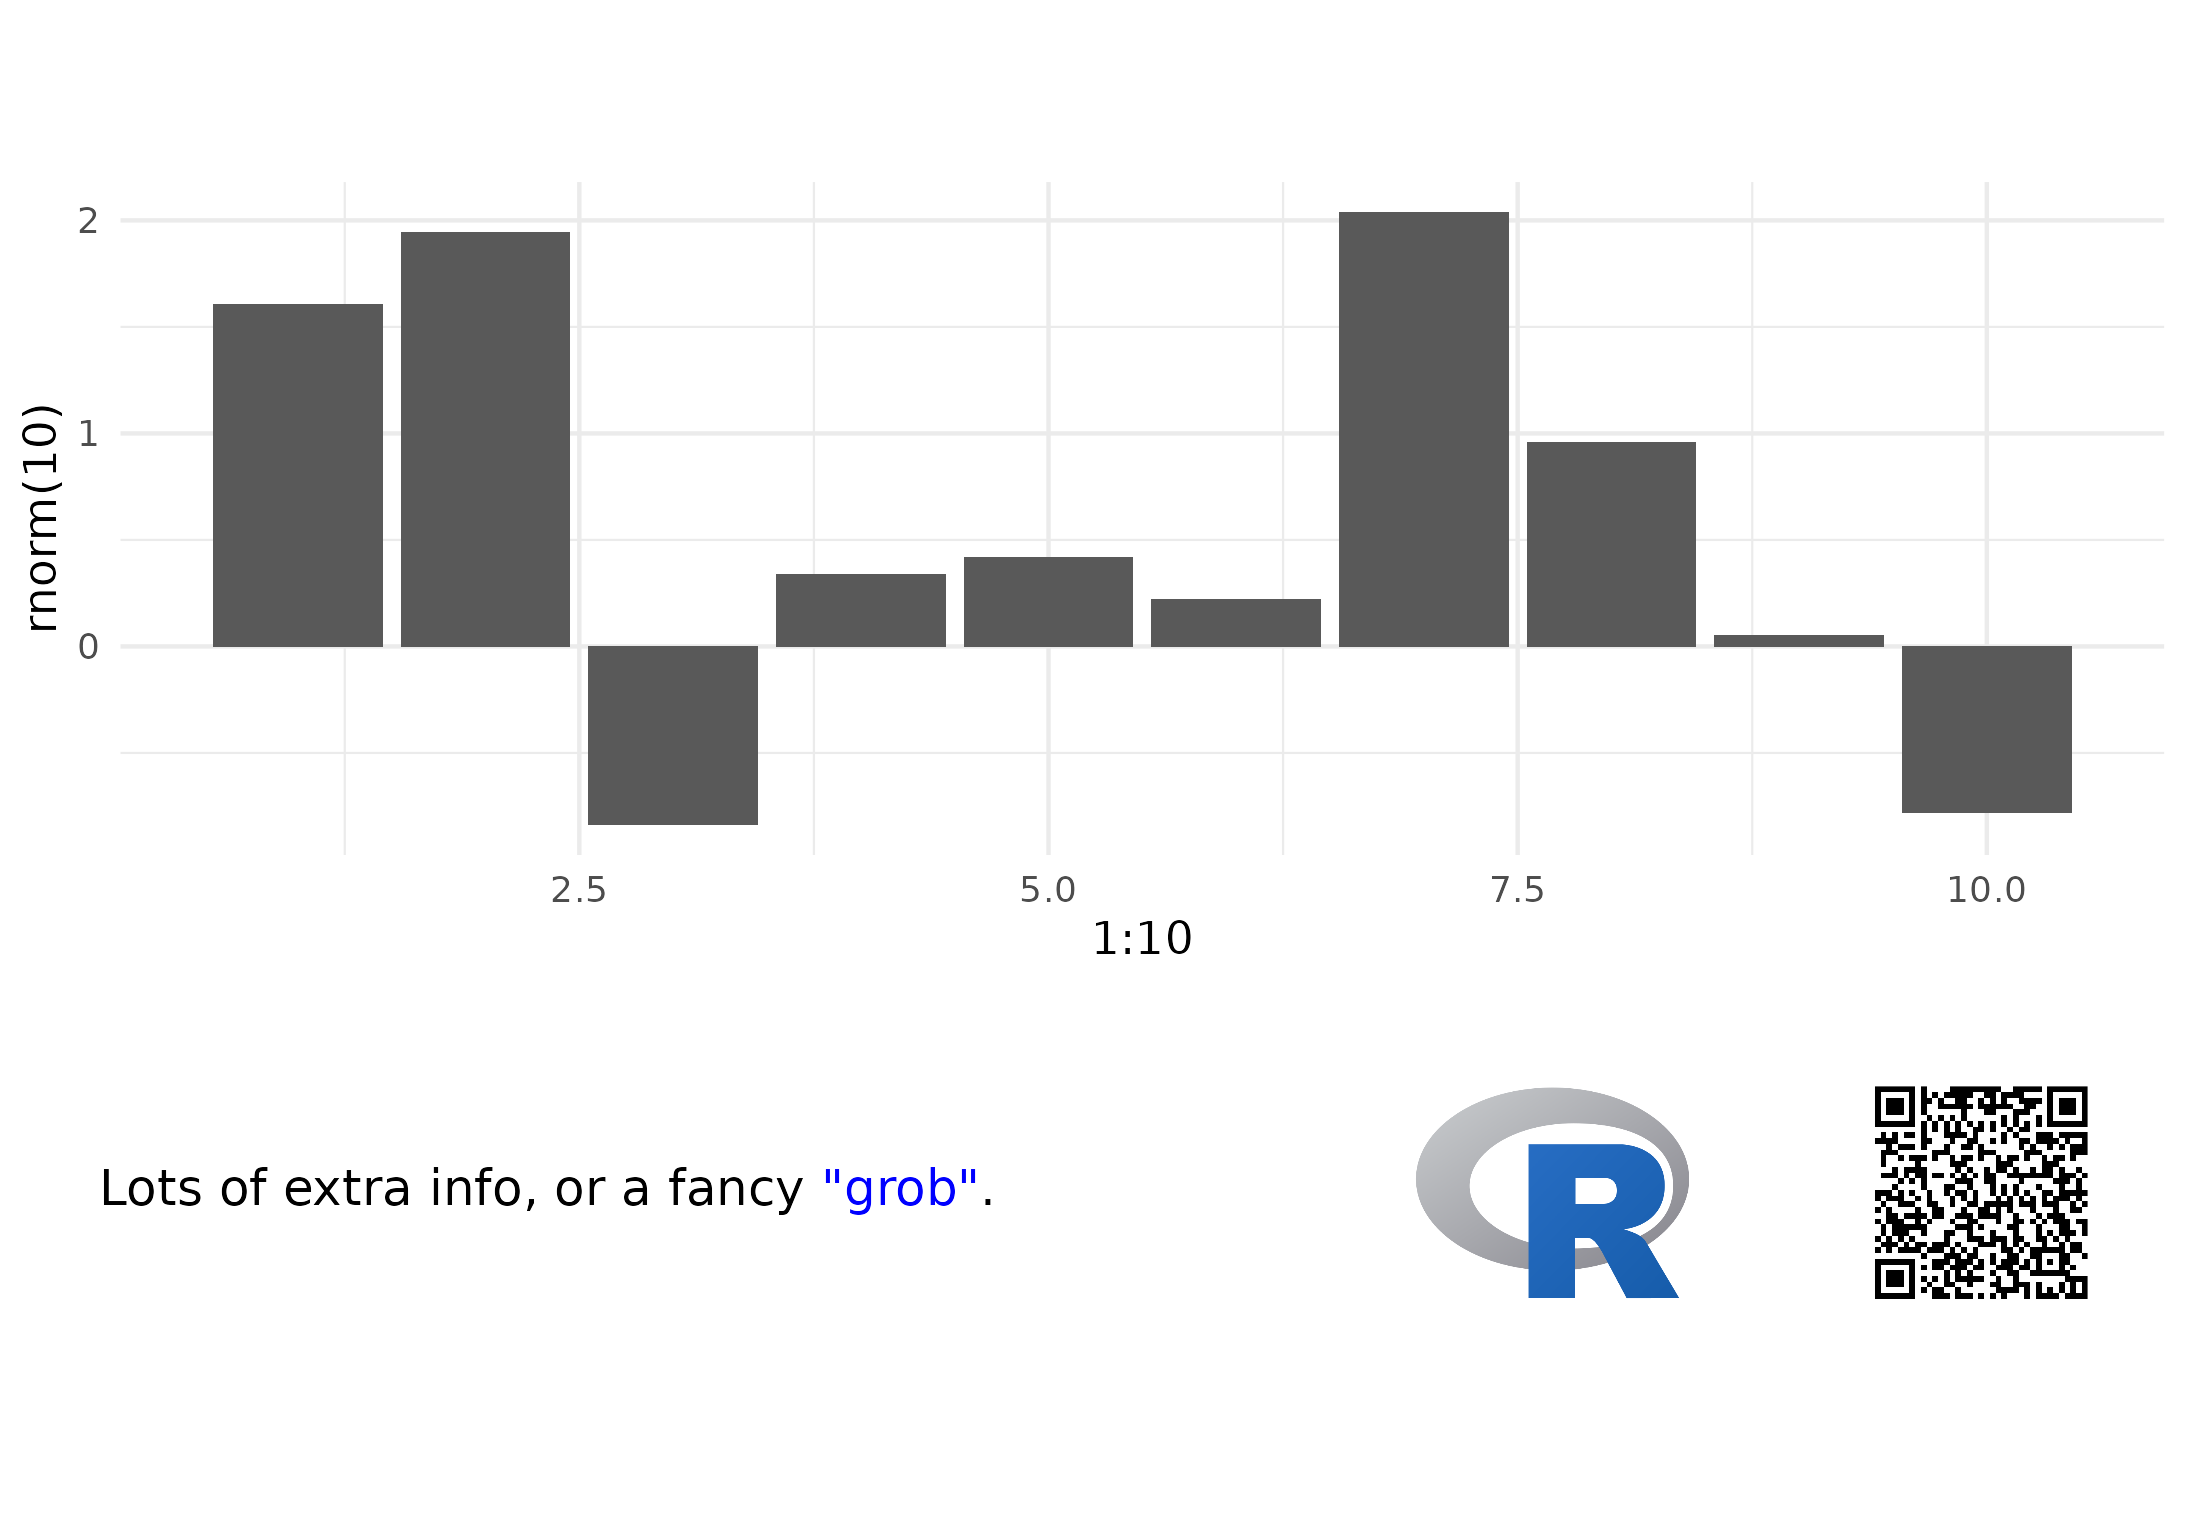 2
1
0
rnorm(10)
2.5 5.0 7.5 10.0
1:10
Lots of extra info, or a fancy "grob".
R